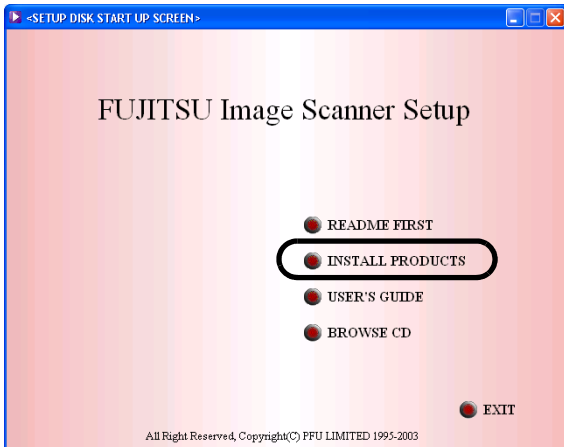 <SETUP DISK START UP SCREEN>
FUJITSU Image Scanner Setup
README FIRST
INSTALL PRODUCTS
USER'S GUIDE
BROWSE CD
EXIT
All Right Reserved, Copyright(C) PFU LIMITED 1995-2003